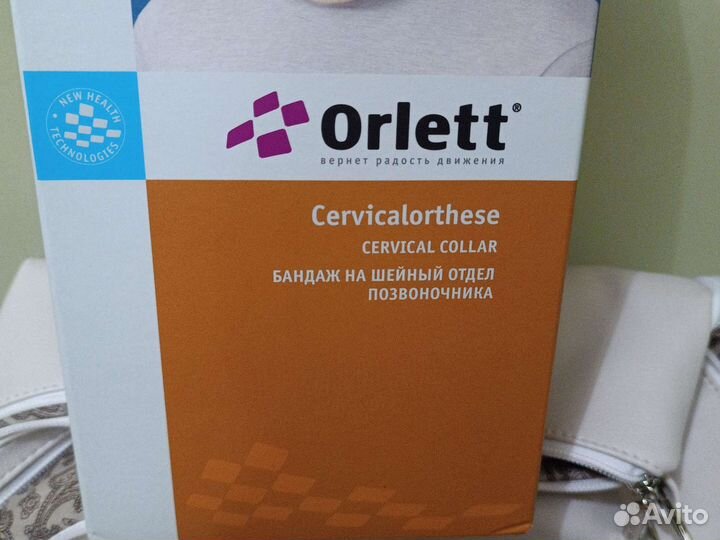 NEW HEALTH
TECHNOLOGIES
Orlett®
вернет радость движения
Cervicalorthese
CERVICAL COLLAR
БАНДАЖ НА ШЕЙНЫЙ ОТДЕЛ
ПОЗВОНОЧНИКА
Avito